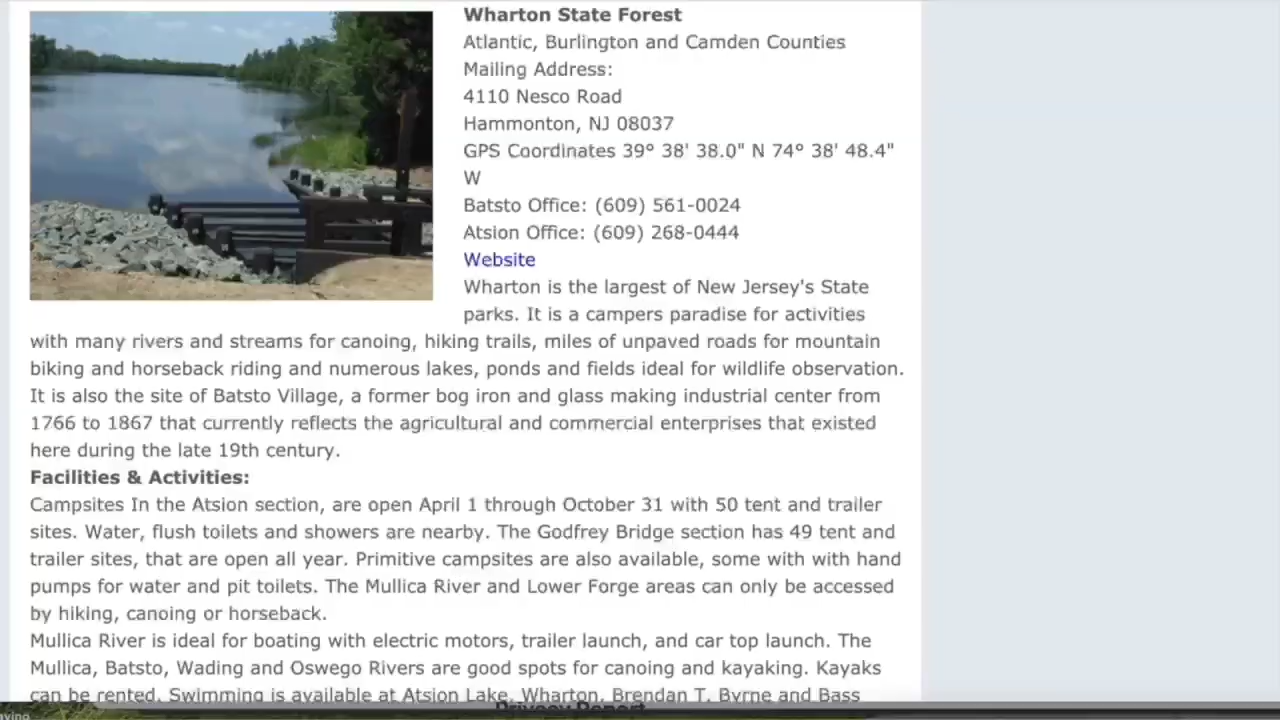 Wharton State Forest
Atlantic, Burlington and Camden Counties
Mailing Address:
4110 Nesco Road
Hammonton, NJ 08037
GPS Coordinates 39° 38' 38.0" N 74° 38' 48.4"
W
Batsto Office: (609) 561-0024
Atsion Office: (609) 268-0444
Website
Wharton is the largest of New Jersey's State
parks. It is a campers paradise for activities
with many rivers and streams for canoing, hiking trails, miles of unpaved roads for mountain
biking and horseback riding and numerous lakes, ponds and fields ideal for wildlife observation.
It is also the site of Batsto Village, a former bog iron and glass making industrial center from
1766 to 1867 that currently reflects the agricultural and commercial enterprises that existed
here during the late 19th century.
Facilities & Activities:
Campsites In the Atsion section, are open April 1 through October 31 with 50 tent and trailer
sites. Water, flush toilets and showers are nearby. The Godfrey Bridge section has 49 tent and
trailer sites, that are open all year. Primitive campsites are also available, some with with hand
pumps for water and pit toilets. The Mullica River and Lower Forge areas can only be accessed
by hiking, canoing or horseback.
Mullica River is ideal for boating with electric motors, trailer launch, and car top launch. The
Mullica, Batsto, Wading and Oswego Rivers are good spots for canoing and kayaking. Kayaks
can be rented. Swimming is available at Atsion Lake. Wharton, Brendan T. Byrne and Bass
Privacy Report